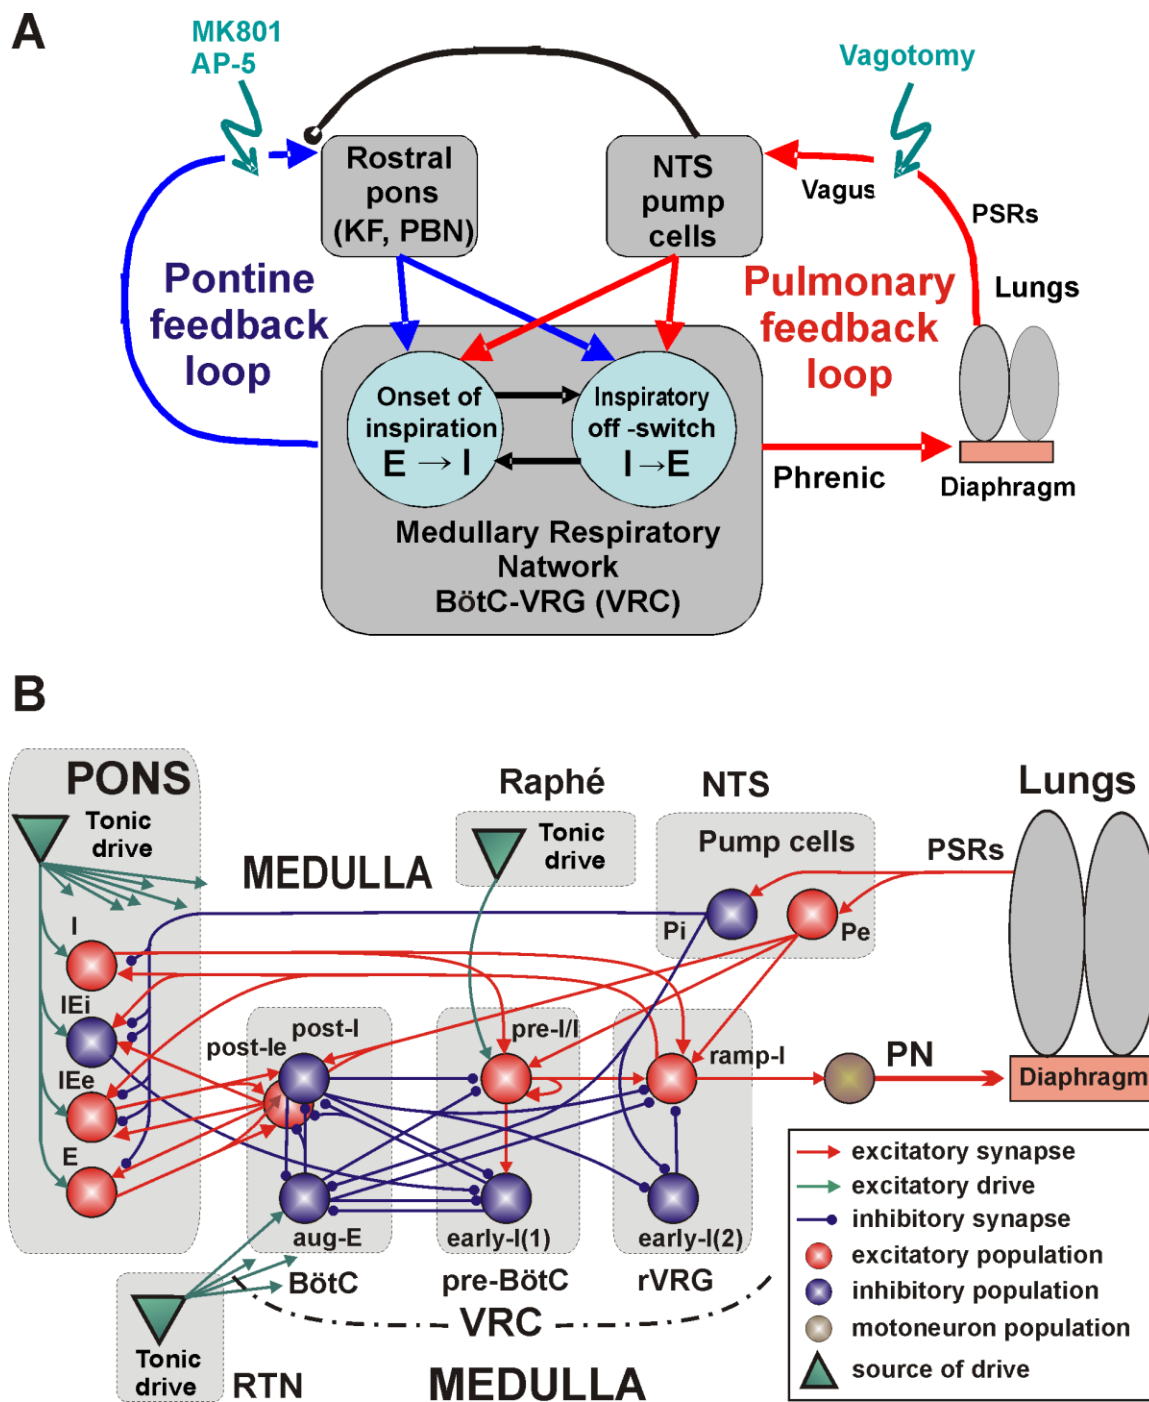 A
MK801
AP-5
Vagotomy
Rostral
pons
(KF, PBN)
NTS
pump
cells
Vagus
PSRs
Lungs
Pontine
feedback
loop
Pulmonary
feedback
loop
Onset of
inspiration
E → I
Inspiratory
off -switch
I → E
Phrenic
Diaphragm
Medullary Respiratory
Natwork
BötC-VRG (VRC)
B
PONS
Tonic
drive
MEDULLA
Raphé
Tonic
drive
NTS
Pump cells
Lungs
PSRs
Pi
Pe
I
IEi
IEe
E
post-I
post-Ie
pre-I/I
ramp-I
PN
Diaphragm
aug-E
early-I(1)
early-I(2)
BötC
pre-BötC
rVRG
VRC
Tonic
drive
RTN
MEDULLA
excitatory synapse
excitatory drive
inhibitory synapse
excitatory population
inhibitory population
motoneuron population
source of drive